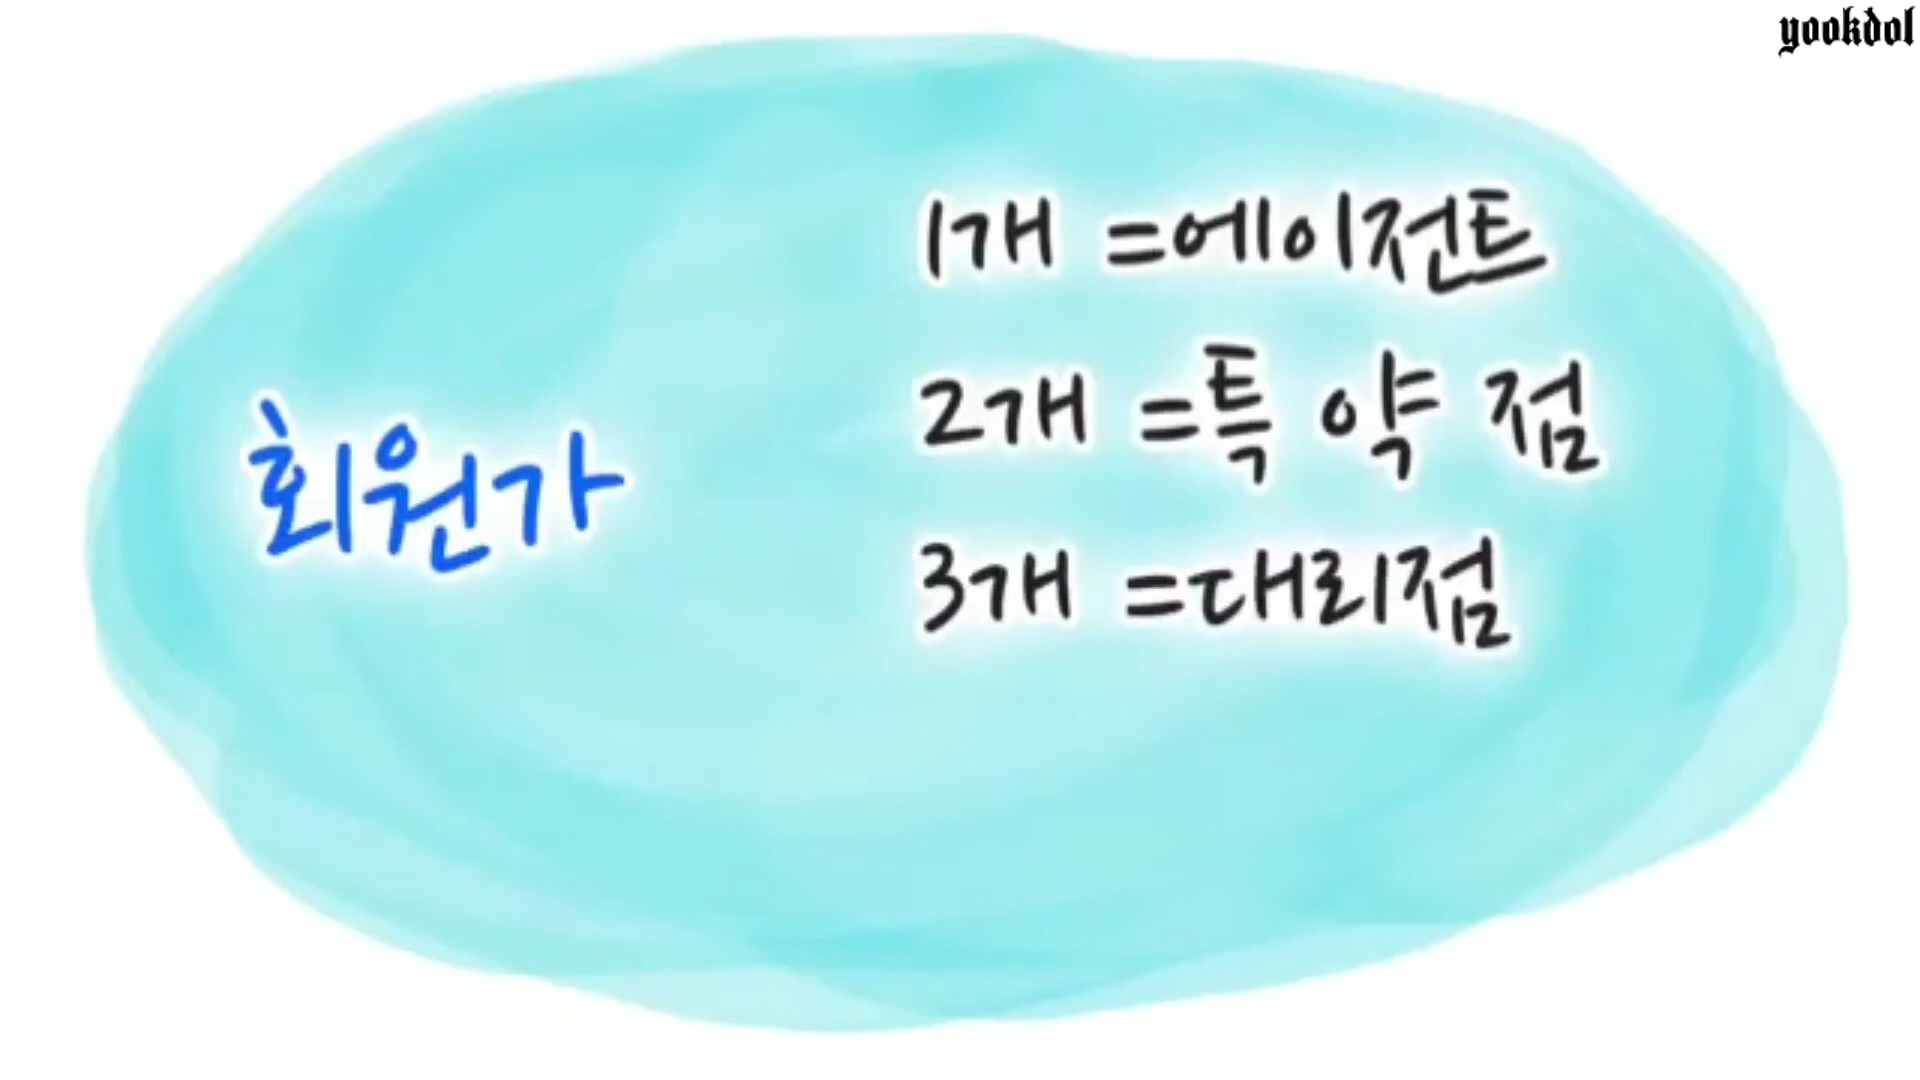 yookdol
회원가
1개 =에이전트
2개 =특약점
3개 =대리점